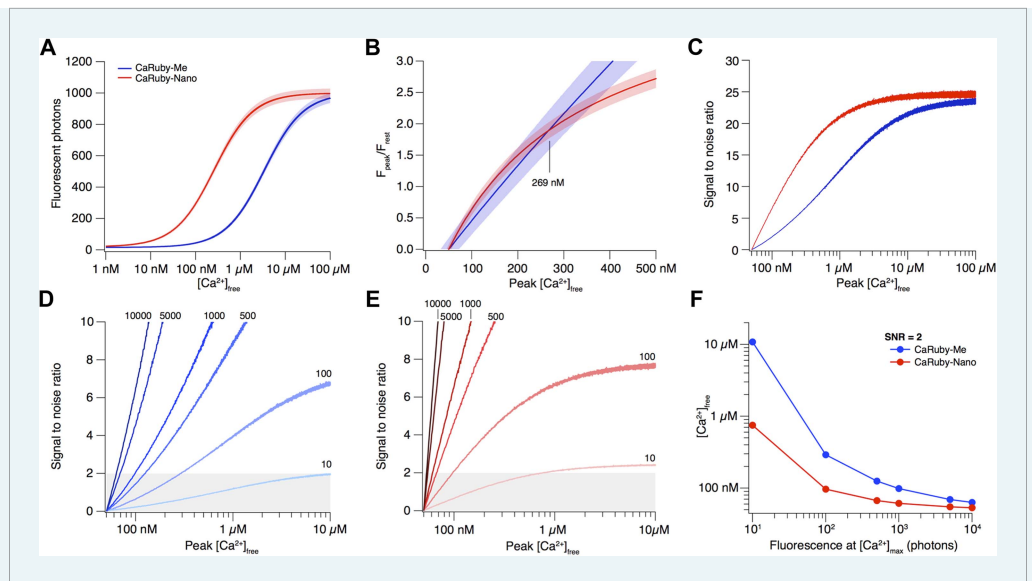 A
1200
1000
800
600
400
200
0
Fluorescent photons
CaRuby-Me
CaRuby-Nano
1 nM 10 nM 100 nM 1 µM 10 µM 100 µM
[Ca²⁺]free
B
3.0
2.5
2.0
1.5
1.0
0.5
0.0
Fpeak/Frest
269 nM
0 100 200 300 400 500 nM
Peak [Ca²⁺]free
C
30
25
20
15
10
5
0
Signal to noise ratio
100 nM 1 µM 10 µM 100 µM
Peak [Ca²⁺]free
D
10
8
6
4
2
0
Signal to noise ratio
10000 5000 1000 500
100
10
100 nM 1 µM 10 µM
Peak [Ca²⁺]free
E
10
8
6
4
2
0
Signal to noise ratio
10000 1000
5000 500
100
10
100 nM 1 µM 10µM
Peak [Ca²⁺]free
F
10 µM
1 µM
100 nM
[Ca²⁺]free
SNR = 2
CaRuby-Me
CaRuby-Nano
10¹ 10² 10³ 10⁴
Fluorescence at [Ca²⁺]max (photons)